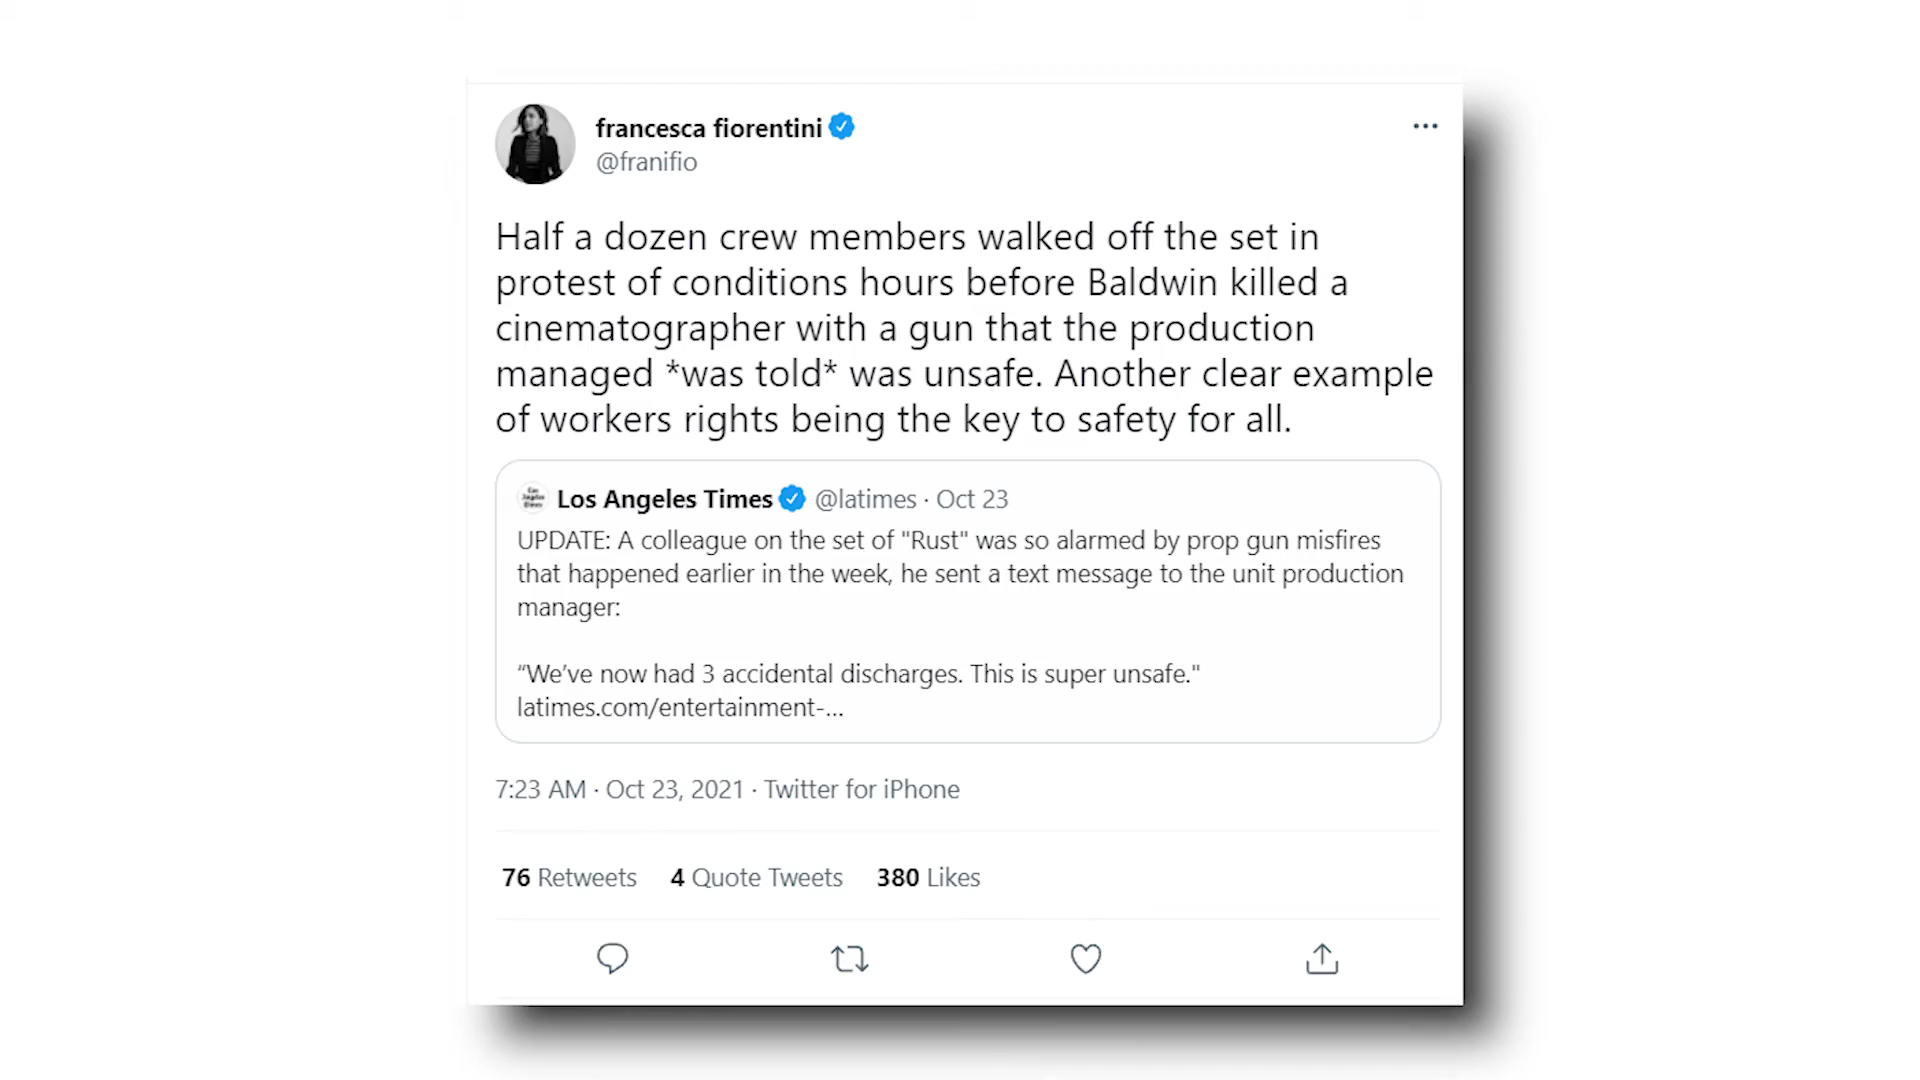 francesca fiorentini
@franifio
Half a dozen crew members walked off the set in
protest of conditions hours before Baldwin killed a
cinematographer with a gun that the production
managed *was told* was unsafe. Another clear example
of workers rights being the key to safety for all.
Los Angeles Times @latimes · Oct 23
UPDATE: A colleague on the set of "Rust" was so alarmed by prop gun misfires
that happened earlier in the week, he sent a text message to the unit production
manager:
“We’ve now had 3 accidental discharges. This is super unsafe."
latimes.com/entertainment-...
7:23 AM · Oct 23, 2021 · Twitter for iPhone
76 Retweets 4 Quote Tweets 380 Likes